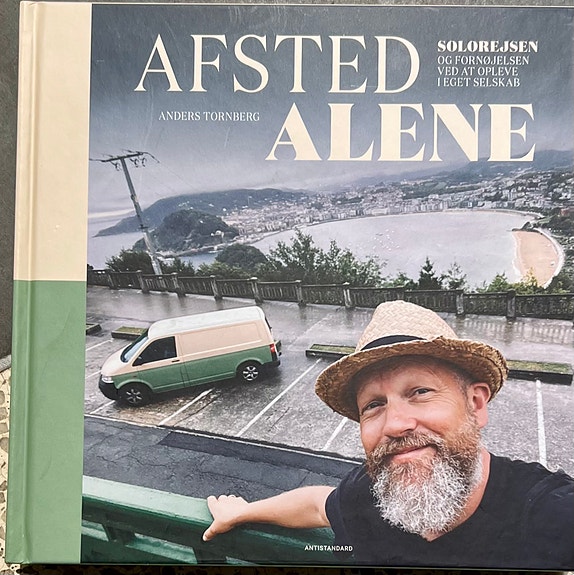 AFSTED
ALENE
SOLOREJSEN
OG FORNØJELSEN
VED AT OPLEVE
I EGET SELSKAB
ANDERS TORNBERG
ANTISTANDARD